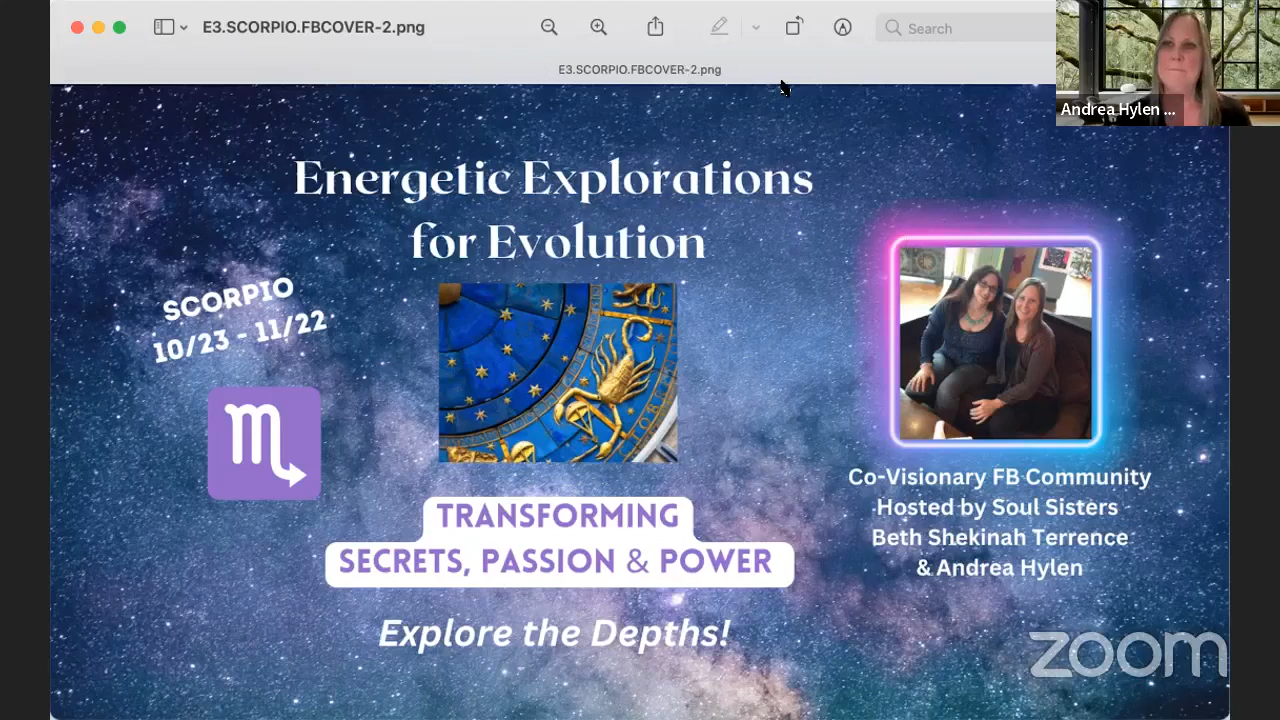 E3.SCORPIO.FBCOVER-2.png
Search
E3.SCORPIO.FBCOVER-2.png
Andrea Hylen ...
Energetic Explorations
for Evolution
SCORPIO
10/23 - 11/22
TRANSFORMING
SECRETS, PASSION & POWER
Explore the Depths!
Co-Visionary FB Community
Hosted by Soul Sisters
Beth Shekinah Terrence
& Andrea Hylen
zoom